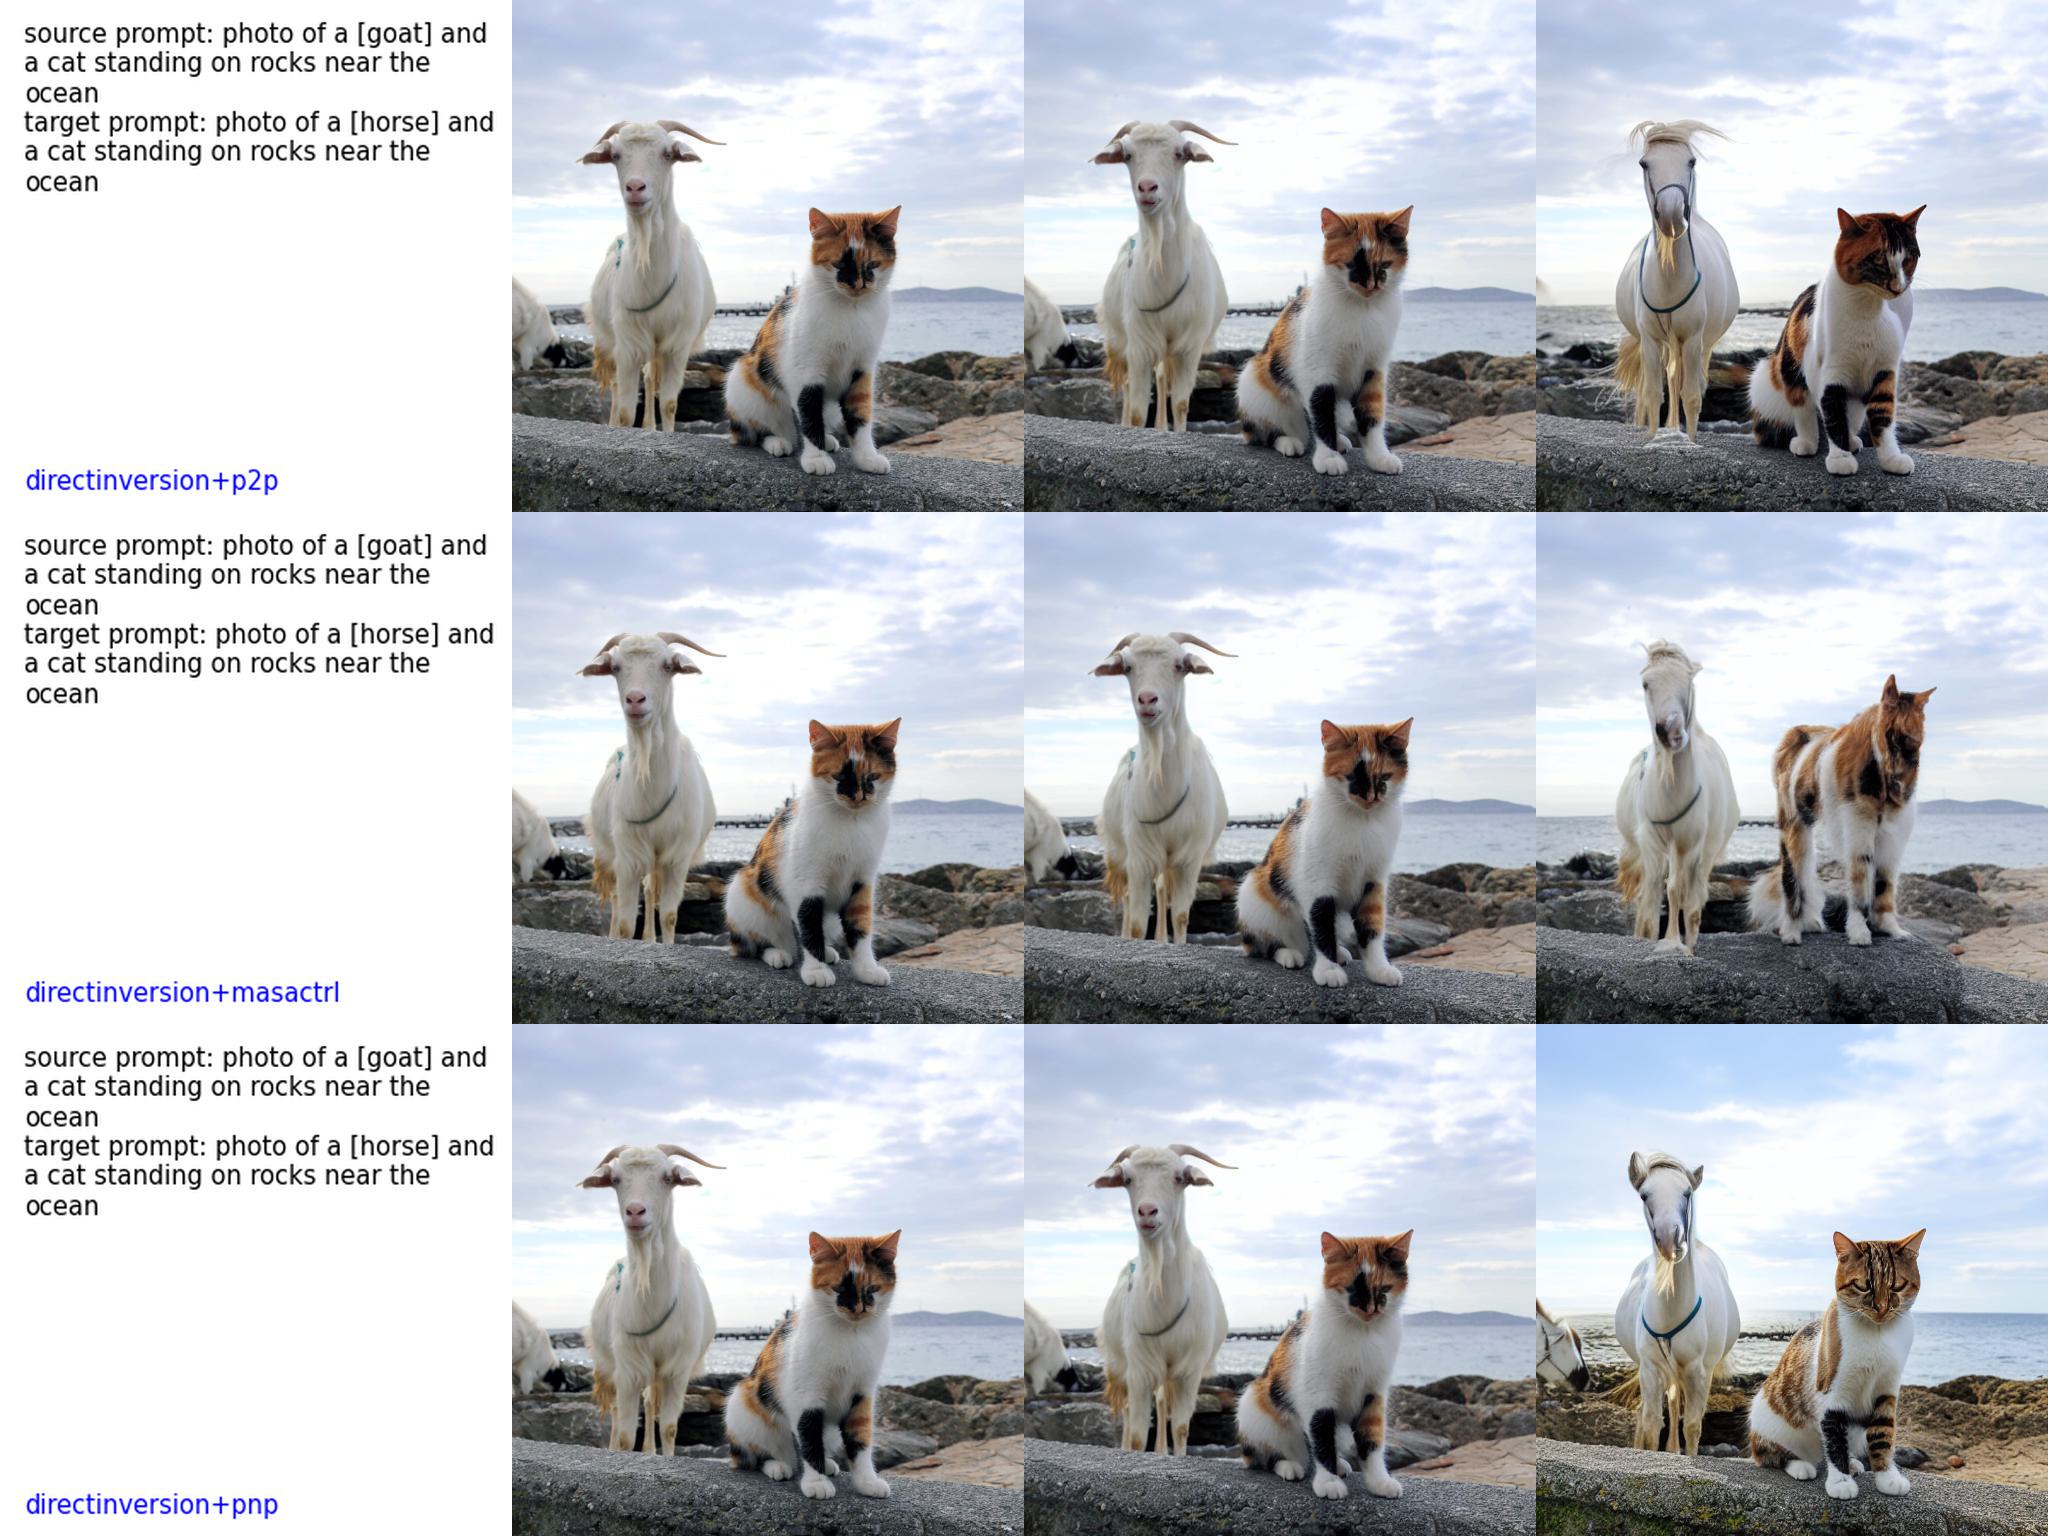 source prompt: photo of a [goat] and
a cat standing on rocks near the
ocean
target prompt: photo of a [horse] and
a cat standing on rocks near the
ocean
directinversion+p2p
source prompt: photo of a [goat] and
a cat standing on rocks near the
ocean
target prompt: photo of a [horse] and
a cat standing on rocks near the
ocean
directinversion+masactrl
source prompt: photo of a [goat] and
a cat standing on rocks near the
ocean
target prompt: photo of a [horse] and
a cat standing on rocks near the
ocean
directinversion+pnp